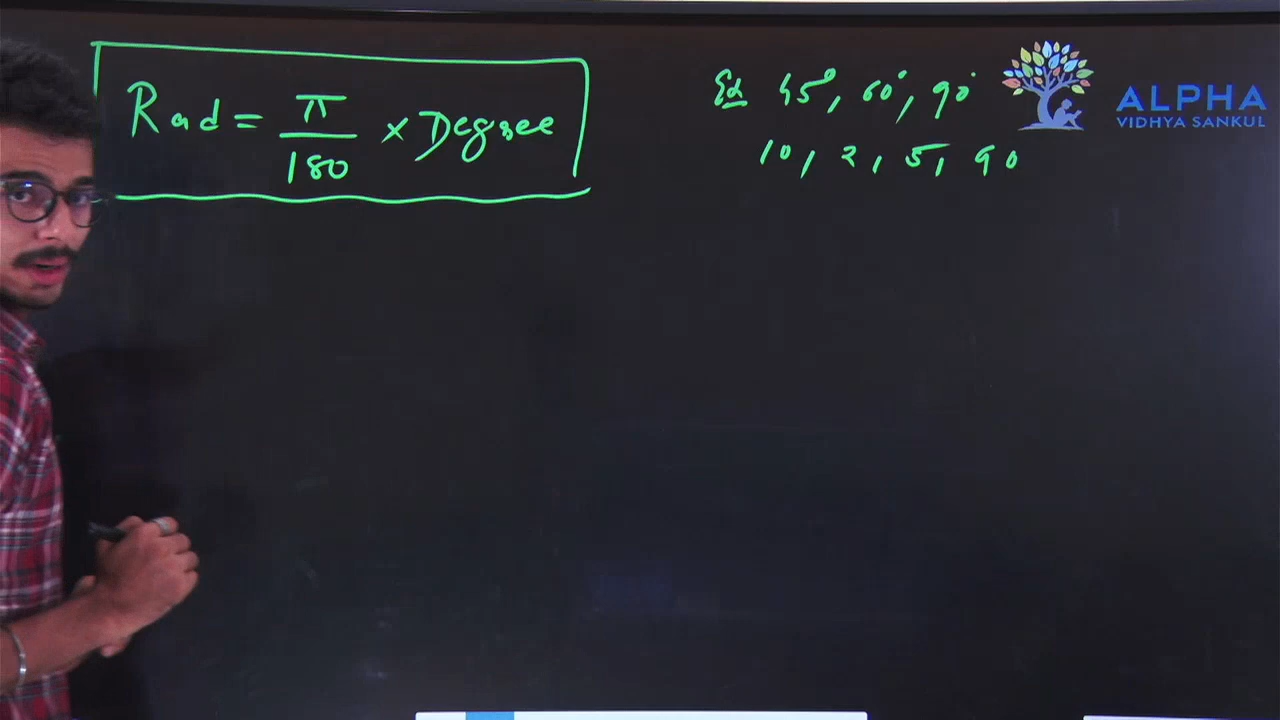 Rad = π/180 × Degree
Ex 45°, 60°, 90°
10, 2, 5, 90
ALPHA
VIDHYA SANKUL